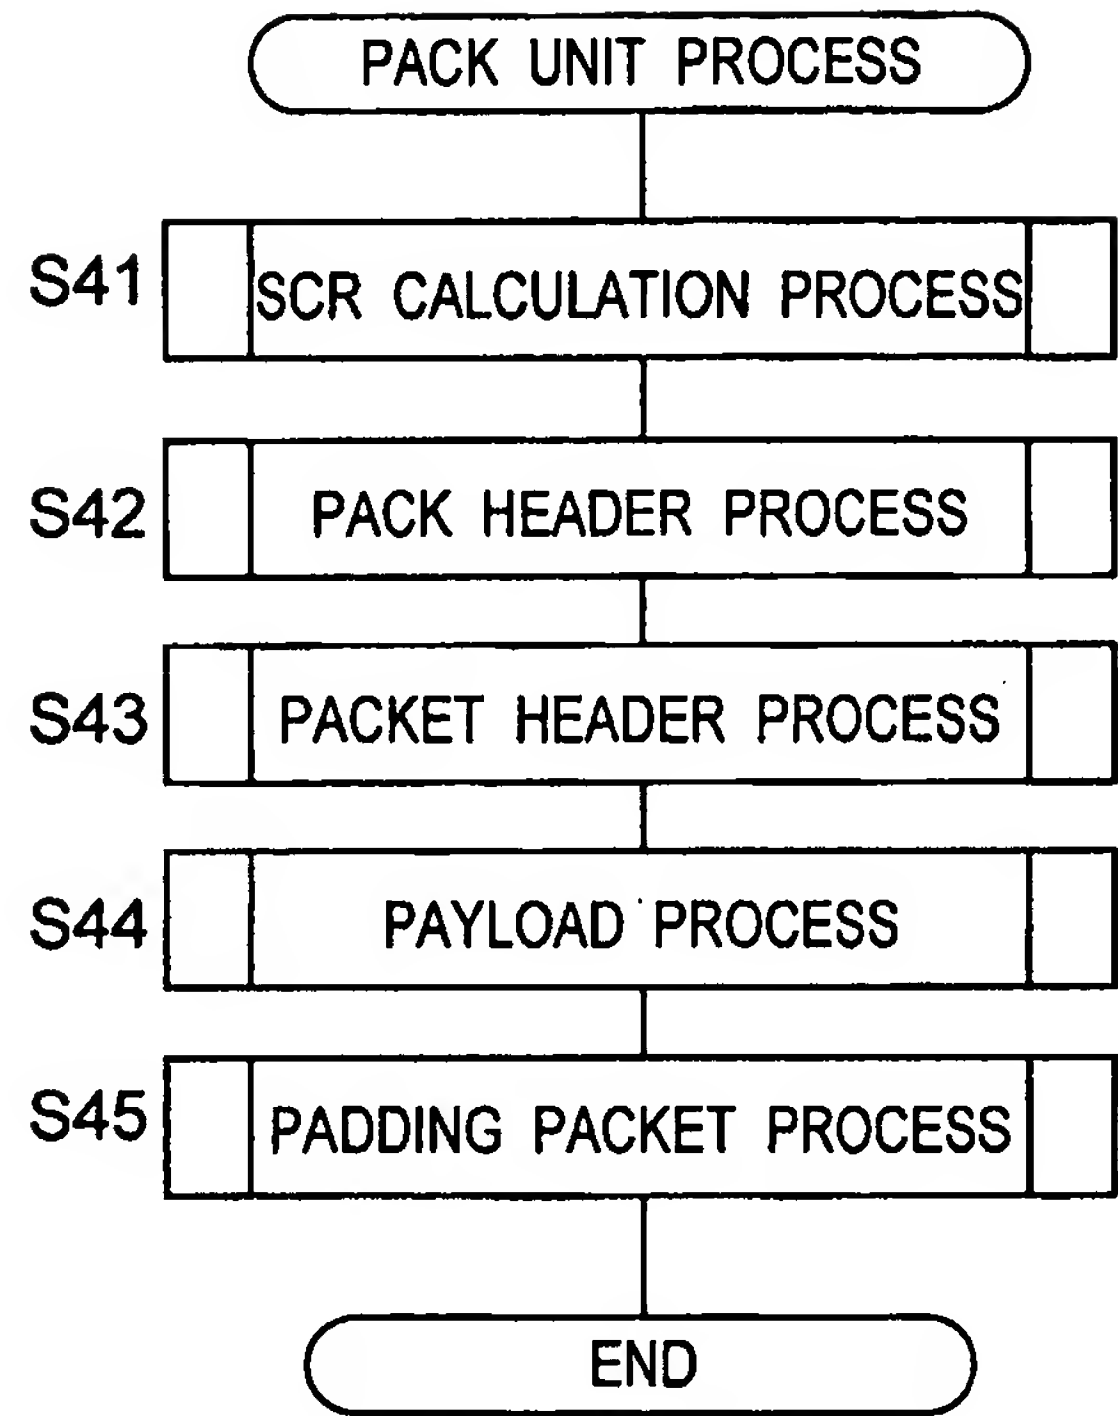 PACK UNIT PROCESS
S41 SCR CALCULATION PROCESS
S42 PACK HEADER PROCESS
S43 PACKET HEADER PROCESS
S44 PAYLOAD PROCESS
S45 PADDING PACKET PROCESS
END